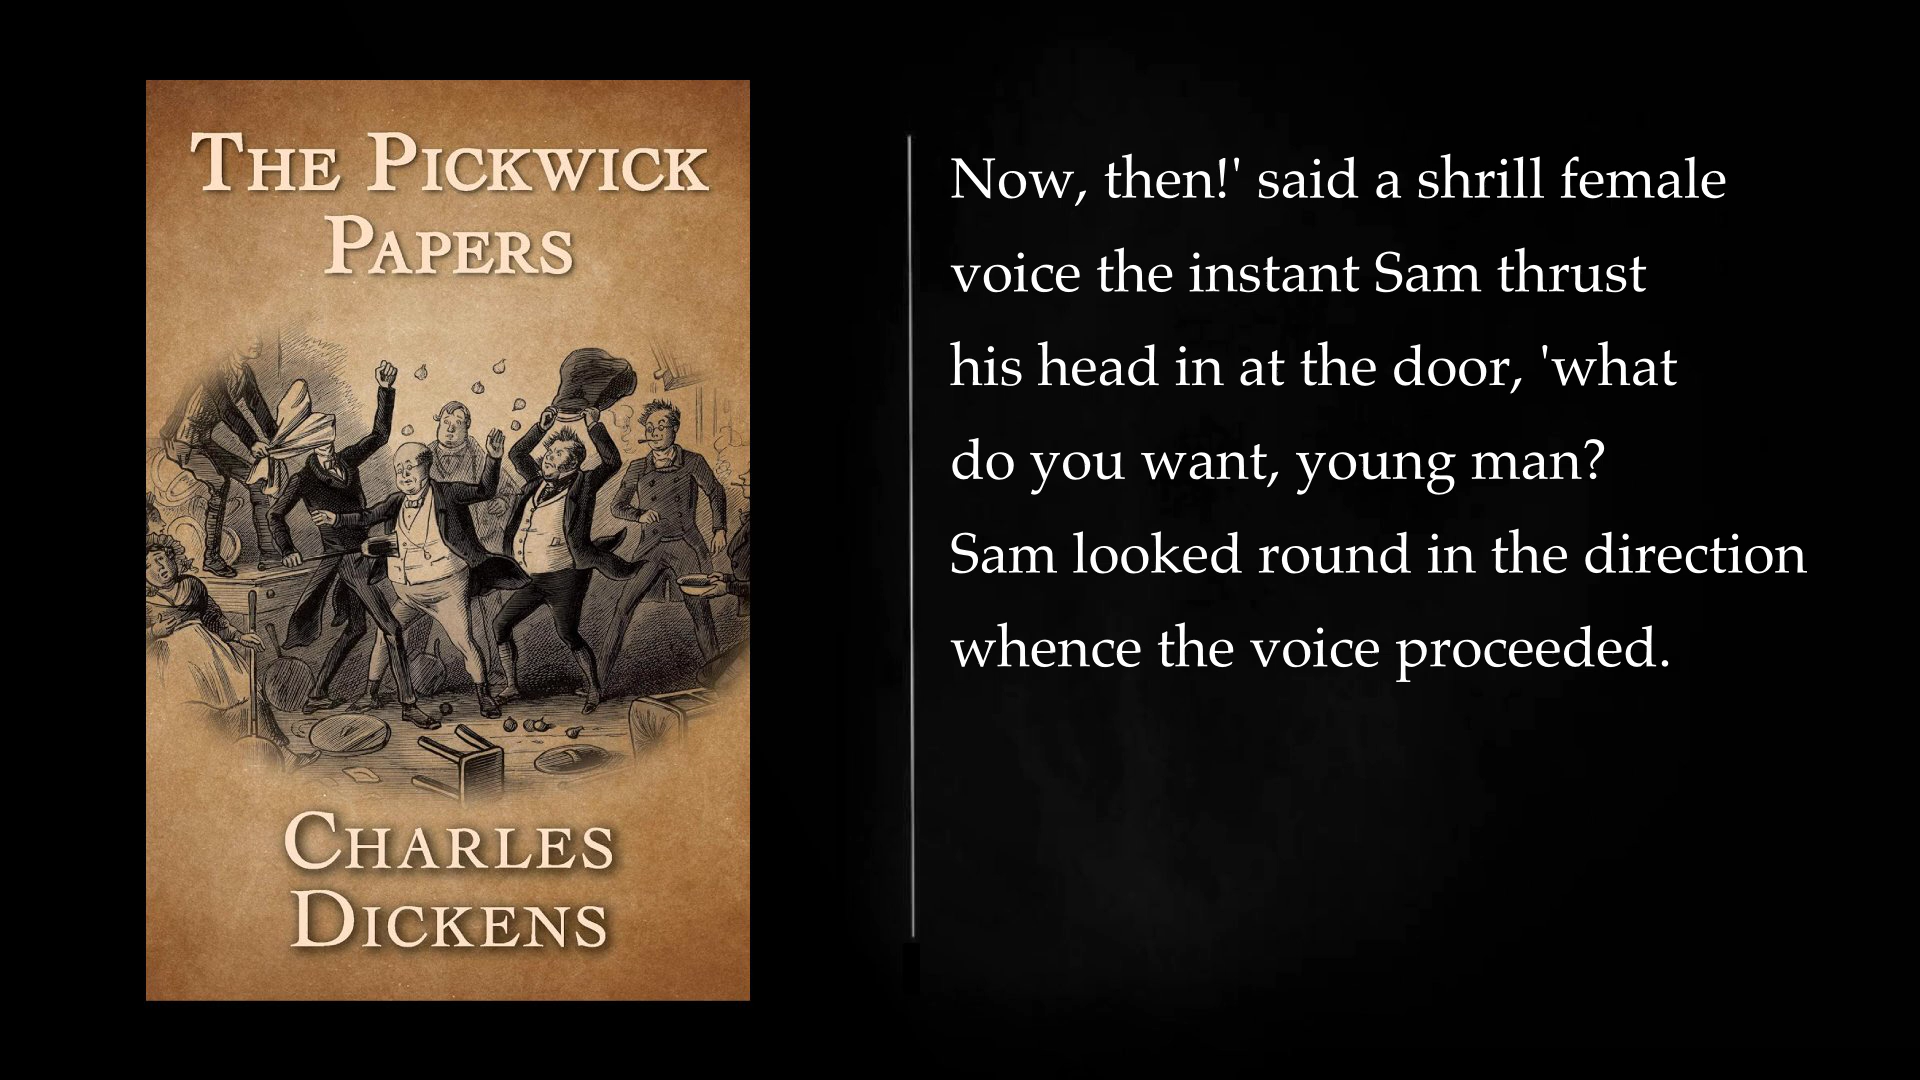 THE PICKWICK
PAPERS
CHARLES
DICKENS
Now, then!' said a shrill female
voice the instant Sam thrust
his head in at the door, 'what
do you want, young man?
Sam looked round in the direction
whence the voice proceeded.